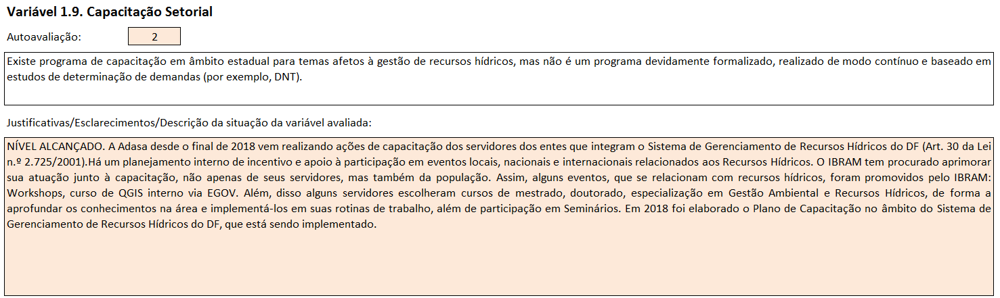 Variável 1.9. Capacitação Setorial
Autoavaliação: 2
Existe programa de capacitação em âmbito estadual para temas afetos à gestão de recursos hídricos, mas não é um programa devidamente formalizado, realizado de modo contínuo e baseado em
estudos de determinação de demandas (por exemplo, DNT).
Justificativas/Esclarecimentos/Descrição da situação da variável avaliada:
NÍVEL ALCANÇADO. A Adasa desde o final de 2018 vem realizando ações de capacitação dos servidores dos entes que integram o Sistema de Gerenciamento de Recursos Hídricos do DF (Art. 30 da Lei
n.º 2.725/2001).Há um planejamento interno de incentivo e apoio à participação em eventos locais, nacionais e internacionais relacionados aos Recursos Hídricos. O IBRAM tem procurado aprimorar
sua atuação junto à capacitação, não apenas de seus servidores, mas também da população. Assim, alguns eventos, que se relacionam com recursos hídricos, foram promovidos pelo IBRAM:
Workshops, curso de QGIS interno via EGOV. Além, disso alguns servidores escolheram cursos de mestrado, doutorado, especialização em Gestão Ambiental e Recursos Hídricos, de forma a
aprofundar os conhecimentos na área e implementá-los em suas rotinas de trabalho, além de participação em Seminários. Em 2018 foi elaborado o Plano de Capacitação no âmbito do Sistema de
Gerenciamento de Recursos Hídricos do DF, que está sendo implementado.